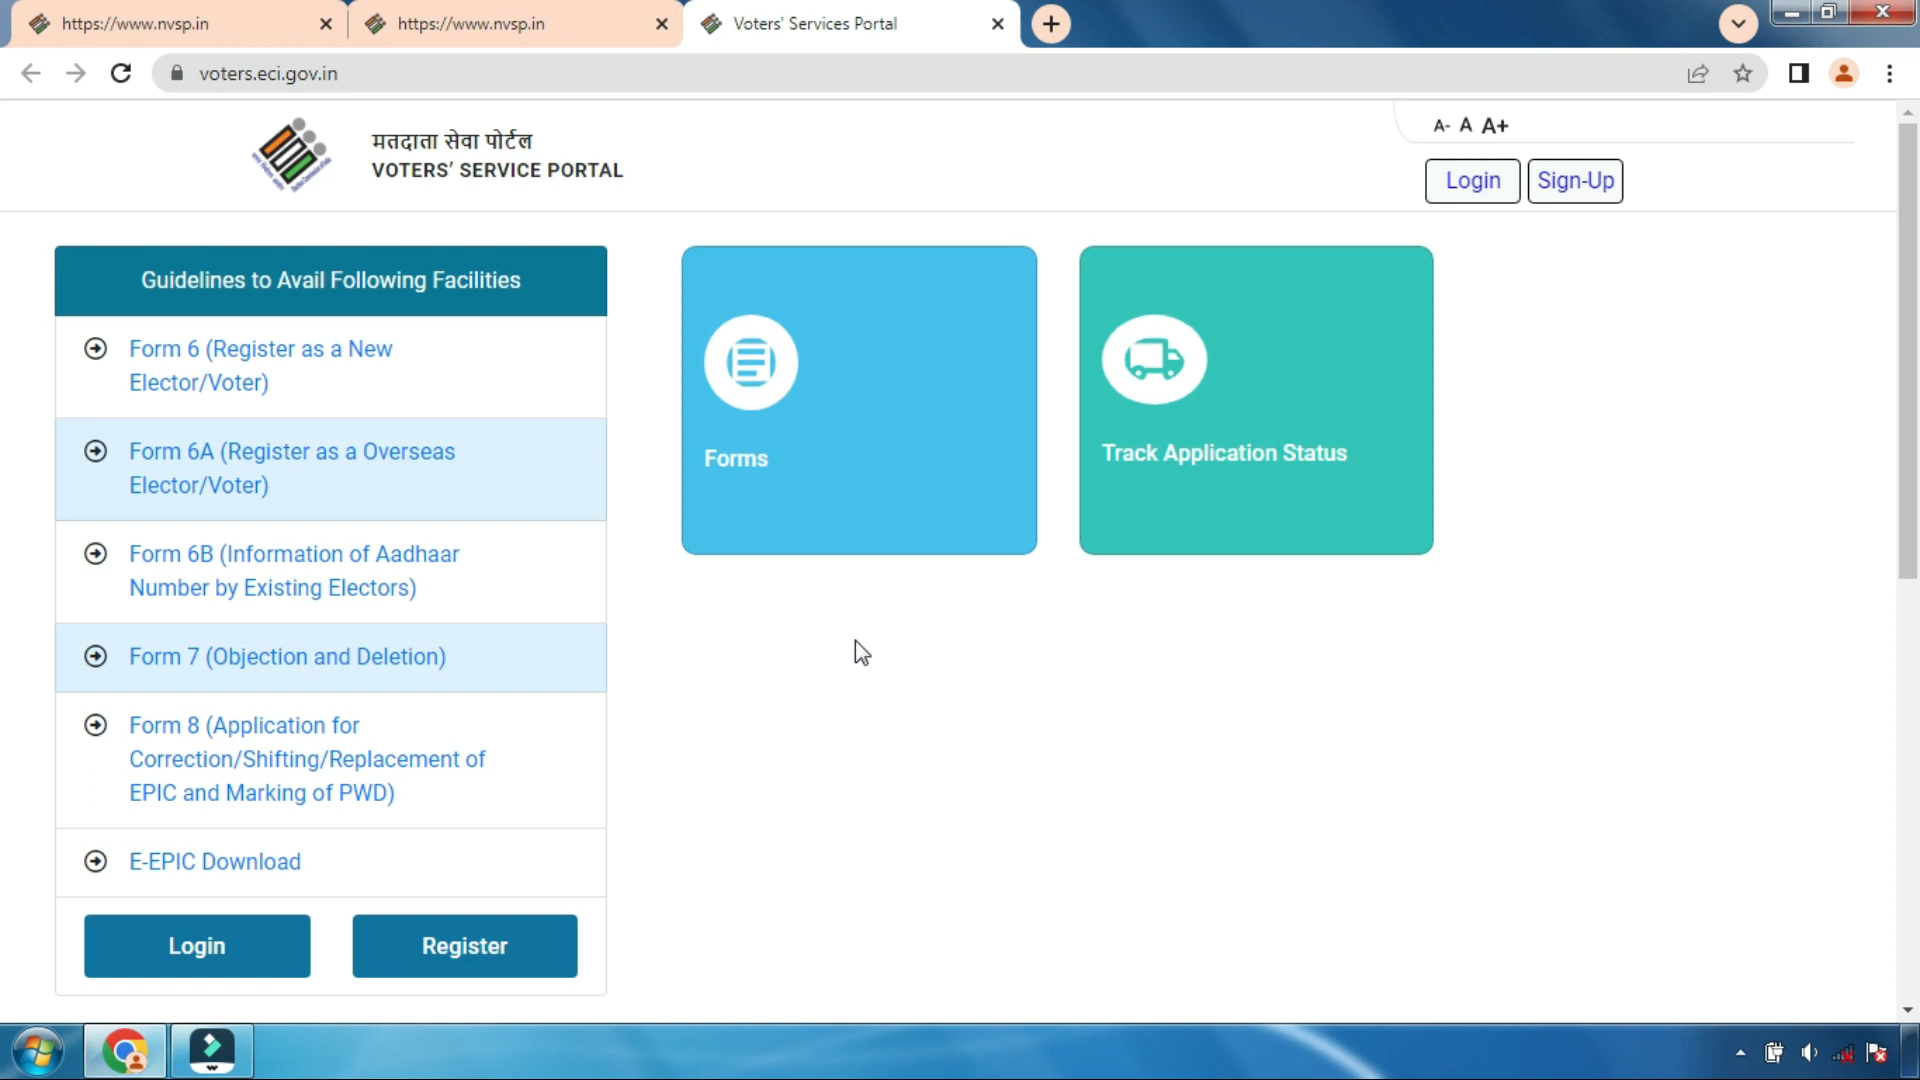 https://www.nvsp.in
https://www.nvsp.in
Voters' Services Portal
voters.eci.gov.in
मतदाता सेवा पोर्टल
VOTERS’ SERVICE PORTAL
A- A A+
Login
Sign-Up
Guidelines to Avail Following Facilities
Form 6 (Register as a New
Elector/Voter)
Form 6A (Register as a Overseas
Elector/Voter)
Form 6B (Information of Aadhaar
Number by Existing Electors)
Form 7 (Objection and Deletion)
Form 8 (Application for
Correction/Shifting/Replacement of
EPIC and Marking of PWD)
E-EPIC Download
Login
Register
Forms
Track Application Status